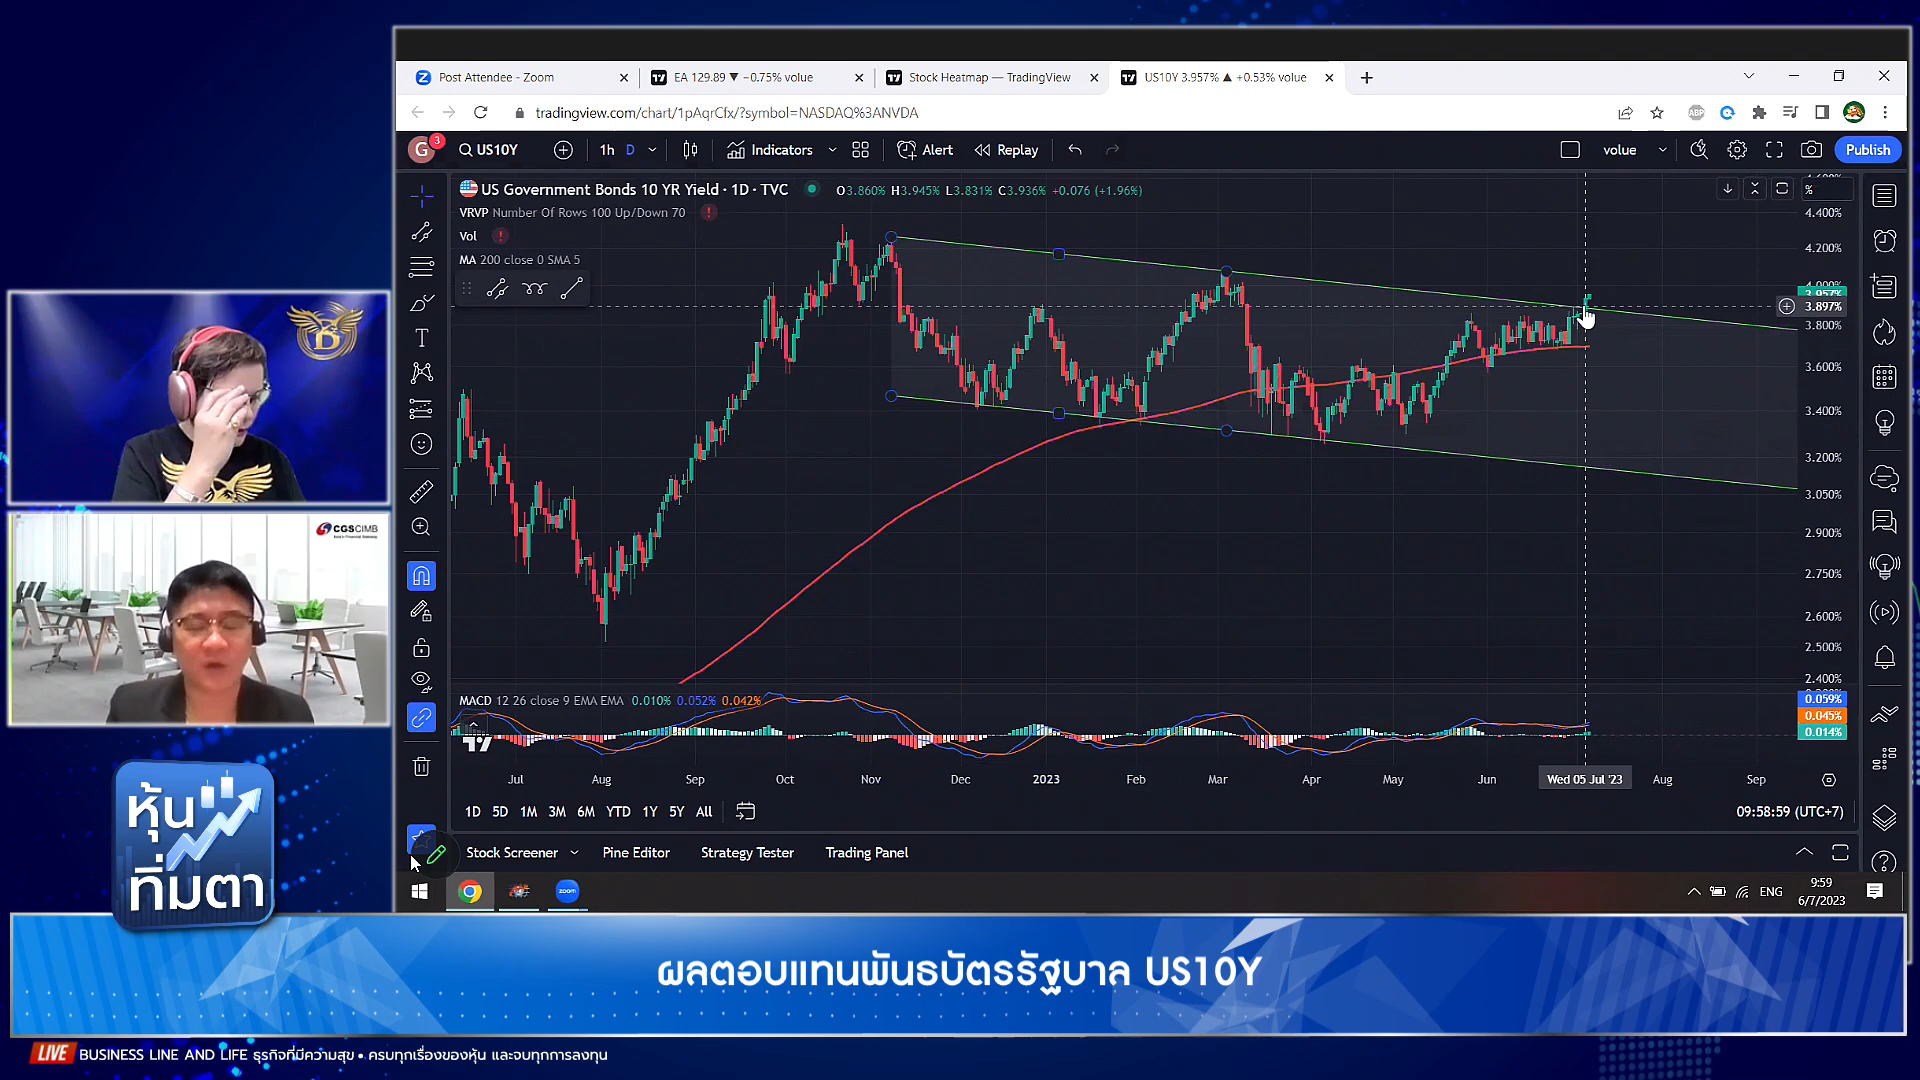 Post Attendee - Zoom
EA 129.89 ▼ −0.75% volue
Stock Heatmap — TradingView
US10Y 3.957% ▲ +0.53% volue
tradingview.com/chart/1pAqrCfx/?symbol=NASDAQ%3ANVDA
ABP
G 3
US10Y
1h D
Indicators
Alert
Replay
volue
Publish
US Government Bonds 10 YR Yield · 1D · TVC
O3.860% H3.945% L3.831% C3.936% +0.076 (+1.96%)
%
VRVP Number Of Rows 100 Up/Down 70
Vol
MA 200 close 0 SMA 5
4.400%
4.200%
3.957%
3.897%
3.800%
3.600%
3.400%
3.200%
3.050%
2.900%
2.750%
2.600%
2.500%
2.400%
MACD 12 26 close 9 EMA EMA 0.010% 0.052% 0.042%
0.059%
0.045%
0.014%
Jul Aug Sep Oct Nov Dec 2023 Feb Mar Apr May Jun Wed 05 Jul '23 Aug Sep
1D 5D 1M 3M 6M YTD 1Y 5Y All
09:58:59 (UTC+7)
Stock Screener
Pine Editor
Strategy Tester
Trading Panel
zoom
ENG
9:59
6/7/2023
B
CGS CIMB
หุ้น
ทิ่มตา
ผลตอบแทนพันธบัตรรัฐบาล US10Y
LIVE BUSINESS LINE AND LIFE ธุรกิจที่มีความสุข • ครบทุกเรื่องของหุ้น และจบทุกการลงทุน